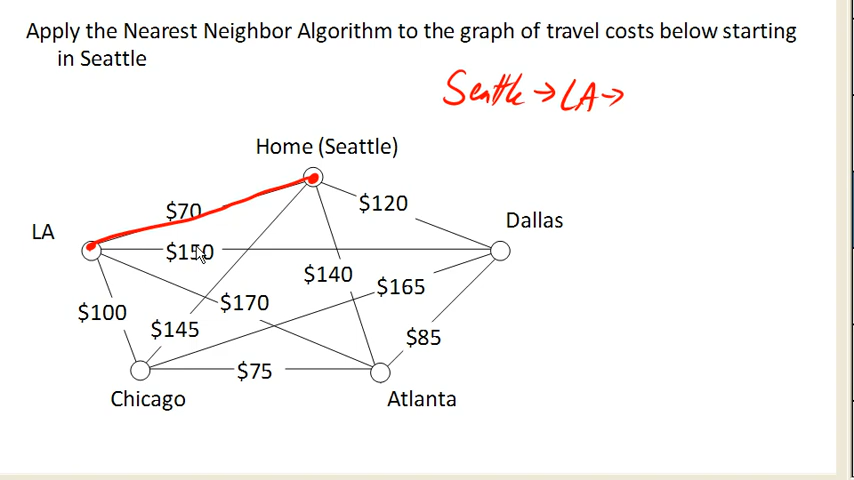 Apply the Nearest Neighbor Algorithm to the graph of travel costs below starting
in Seattle
Seattle → LA →
Home (Seattle)
$70
$120
LA
Dallas
$150
$140
$165
$100
$170
$145
$85
$75
Chicago
Atlanta